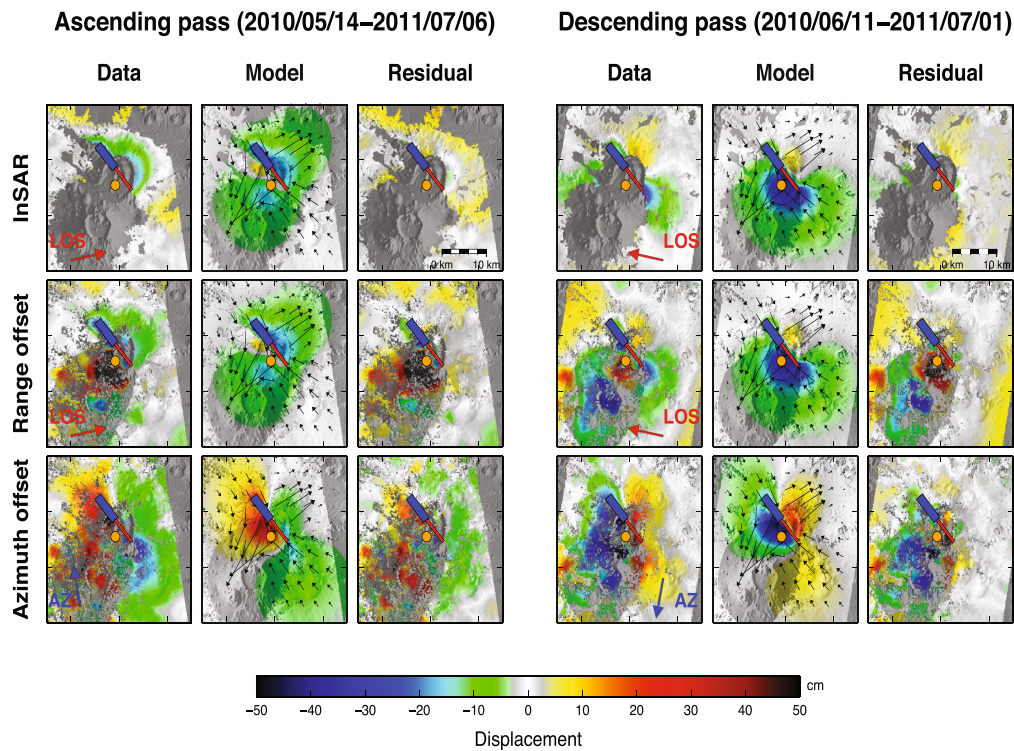 Ascending pass (2010/05/14–2011/07/06) Descending pass (2010/06/11–2011/07/01)
Data Model Residual Data Model Residual
InSAR
LOS 0 km 10 km LOS 0 km 10 km
Range offset
LOS LOS
Azimuth offset
AZ AZ
cm
−50 −40 −30 −20 −10 0 10 20 30 40 50
Displacement